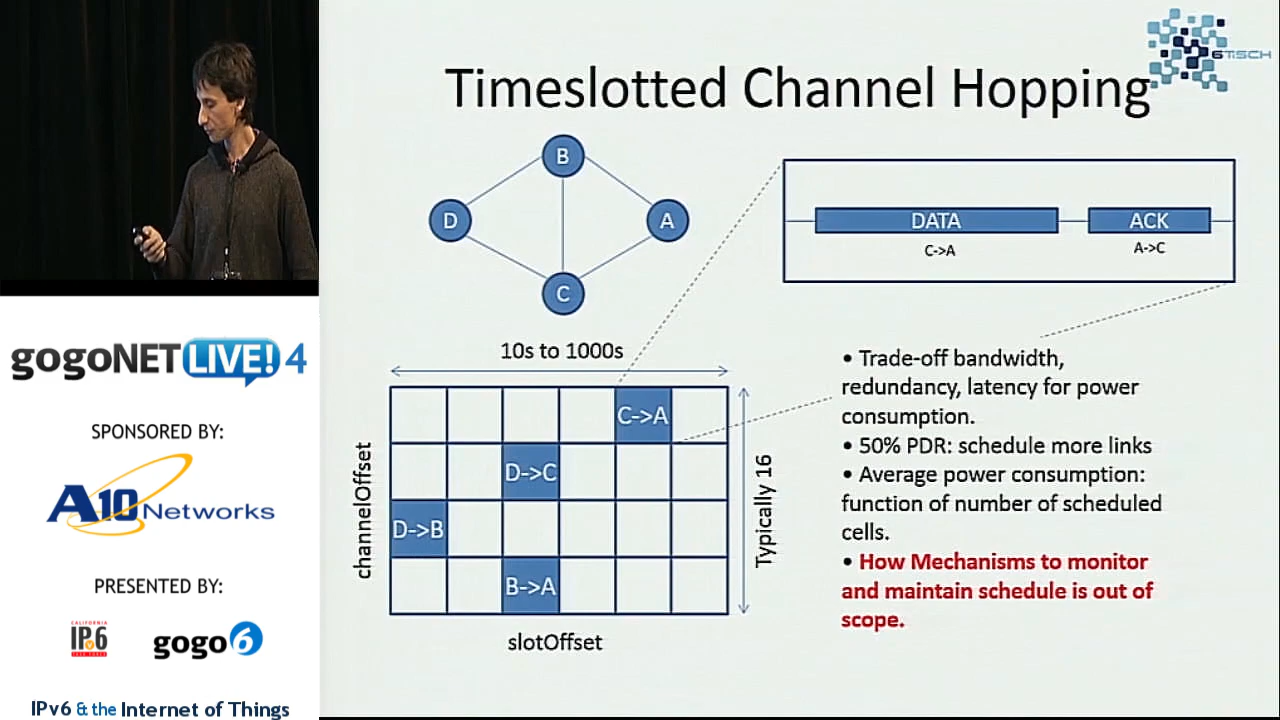 Timeslotted Channel Hopping
6TiSCH
B
D
A
C
DATA
ACK
C->A
A->C
10s to 1000s
C->A
D->C
D->B
B->A
channelOffset
Typically 16
slotOffset
• Trade-off bandwidth,
redundancy, latency for power
consumption.
• 50% PDR: schedule more links
• Average power consumption:
function of number of scheduled
cells.
• How Mechanisms to monitor
and maintain schedule is out of
scope.
gogoNET LIVE! 4
SPONSORED BY:
A10 Networks
PRESENTED BY:
CALIFORNIA
IPv6
TASK FORCE
gogo6
IPv6 & the Internet of Things